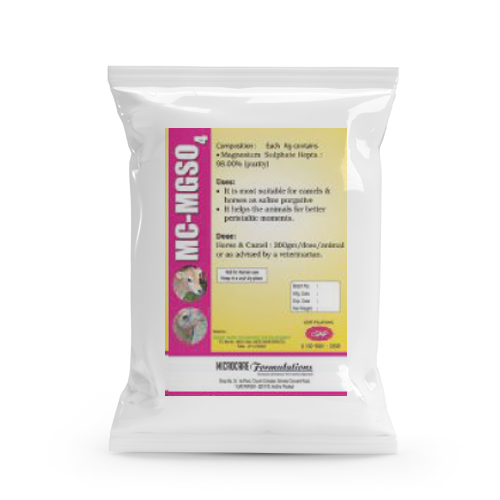 MC-MGSO4
Composition : Each Kg contains
• Magnesium Sulphate Hepta :
98.00% (purity)
Uses:
• It is most suitable for camels &
horses as saline purgative
• It helps the animals for better
peristaltic moments.
Dose:
Horse & Camel : 200gm/dose/animal
or as advised by a veterinarian.
Not for Human use
Keep in a cool dry place
Batch No. :
Mfg. Date :
Exp. Date :
Net Weight :
GMP
MICROCARE Formulations